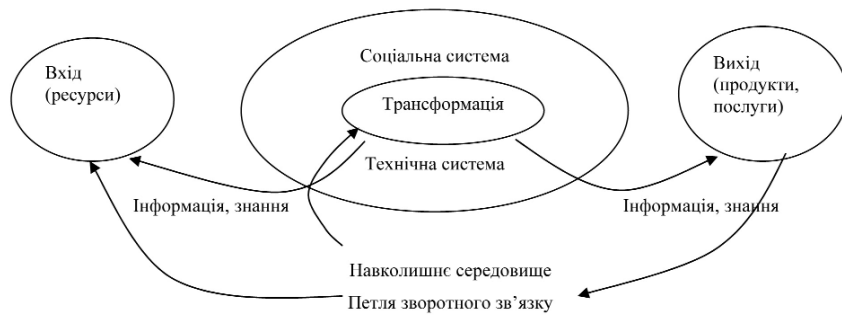 Вхід
(ресурси)
Соціальна система
Трансформація
Технічна система
Вихід
(продукти,
послуги)
Інформація, знання
Інформація, знання
Навколишнє середовище
Петля зворотного зв’язку